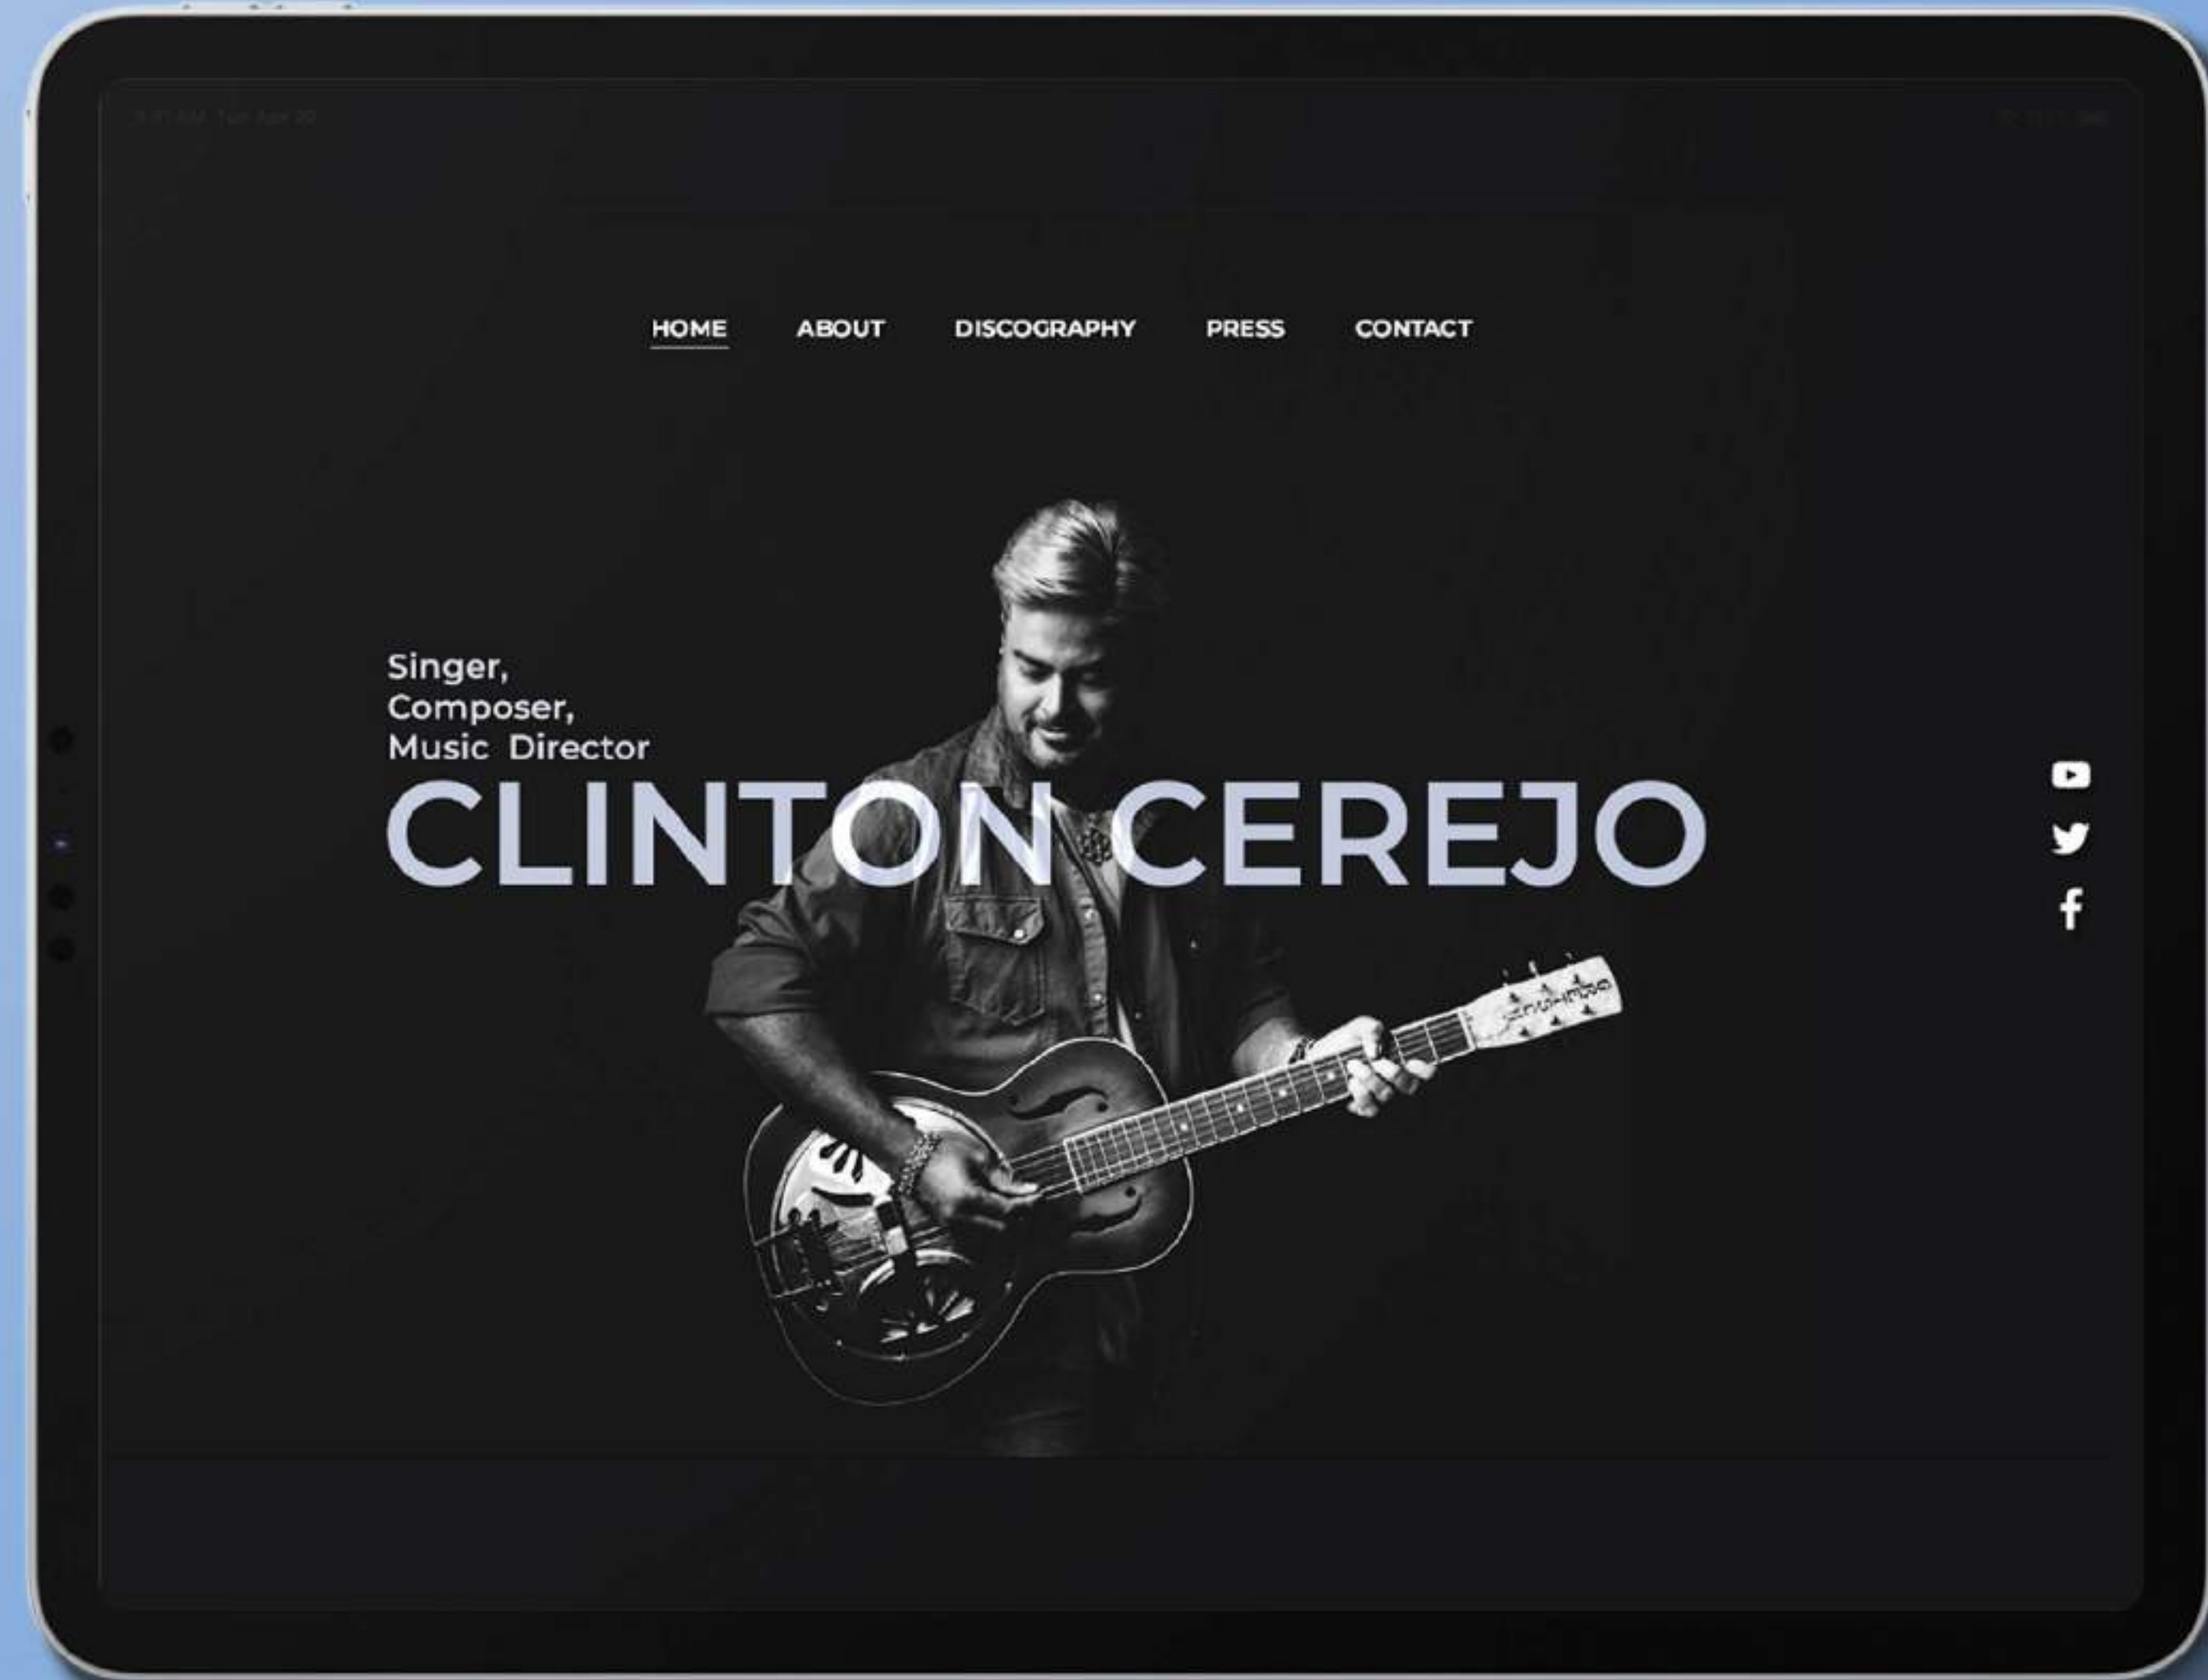 HOME ABOUT DISCOGRAPHY PRESS CONTACT
Singer,
Composer,
Music Director
CLINTON CEREJO